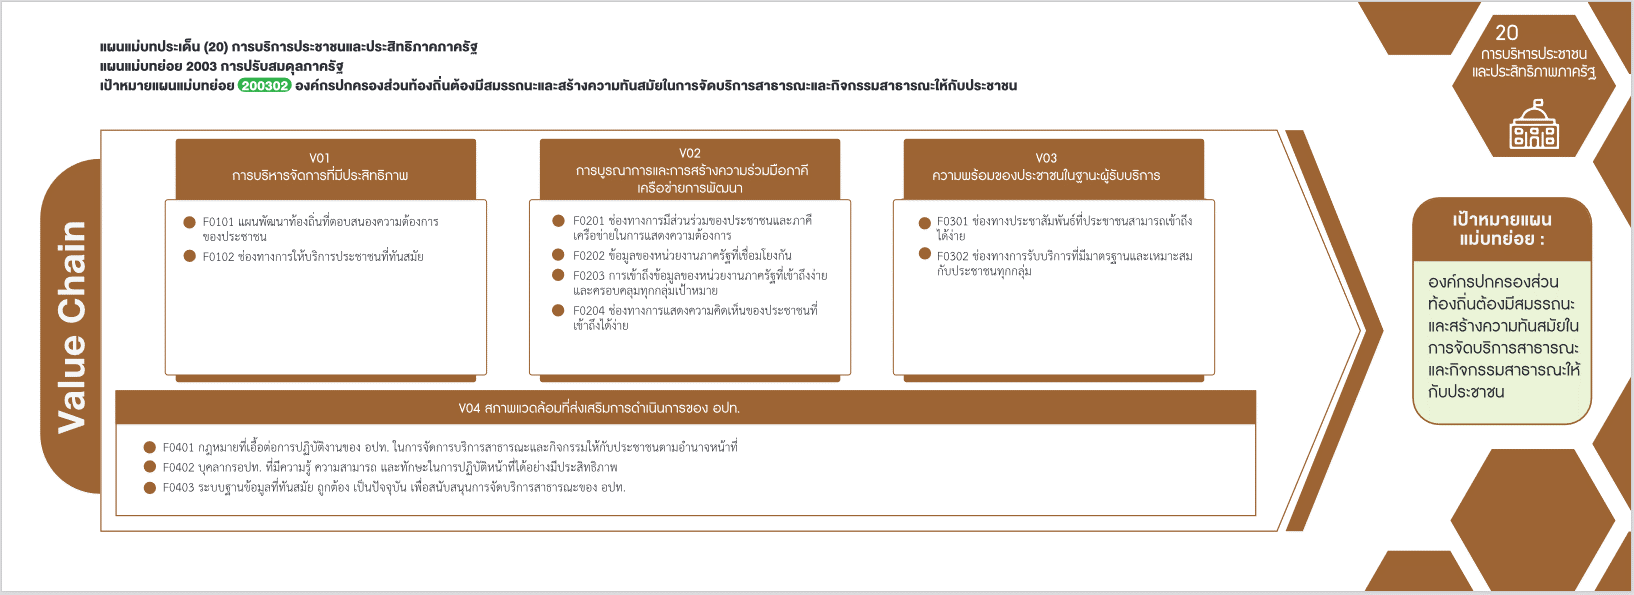 แผนแม่บทประเด็น (20) การบริการประชาชนและประสิทธิภาคภาครัฐ
แผนแม่บทย่อย 2003 การปรับสมดุลภาครัฐ
เป้าหมายแผนแม่บทย่อย 200302 องค์กรปกครองส่วนท้องถิ่นต้องมีสมรรถนะและสร้างความทันสมัยในการจัดบริการสาธารณะและกิจกรรมสาธารณะให้กับประชาชน
20
การบริหารประชาชน
และประสิทธิภาพภาครัฐ
Value Chain
V01
การบริหารจัดการที่มีประสิทธิภาพ
F0101 แผนพัฒนาท้องถิ่นที่ตอบสนองความต้องการ
ของประชาชน
F0102 ช่องทางการให้บริการประชาชนที่ทันสมัย
V02
การบูรณาการและการสร้างความร่วมมือภาคี
เครือข่ายการพัฒนา
F0201 ช่องทางการมีส่วนร่วมของประชาชนและภาคี
เครือข่ายในการแสดงความต้องการ
F0202 ข้อมูลของหน่วยงานภาครัฐที่เชื่อมโยงกัน
F0203 การเข้าถึงข้อมูลของหน่วยงานภาครัฐที่เข้าถึงง่าย
และครอบคลุมทุกกลุ่มเป้าหมาย
F0204 ช่องทางการแสดงความคิดเห็นของประชาชนที่
เข้าถึงได้ง่าย
V03
ความพร้อมของประชาชนในฐานะผู้รับบริการ
F0301 ช่องทางประชาสัมพันธ์ที่ประชาชนสามารถเข้าถึง
ได้ง่าย
F0302 ช่องทางการรับบริการที่มีมาตรฐานและเหมาะสม
กับประชาชนทุกกลุ่ม
V04 สภาพแวดล้อมที่ส่งเสริมการดำเนินการของ อปท.
F0401 กฎหมายที่เอื้อต่อการปฏิบัติงานของ อปท. ในการจัดการบริการสาธารณะและกิจกรรมให้กับประชาชนตามอำนาจหน้าที่
F0402 บุคลากรอปท. ที่มีความรู้ ความสามารถ และทักษะในการปฏิบัติหน้าที่ได้อย่างมีประสิทธิภาพ
F0403 ระบบฐานข้อมูลที่ทันสมัย ถูกต้อง เป็นปัจจุบัน เพื่อสนับสนุนการจัดบริการสาธารณะของ อปท.
เป้าหมายแผน
แม่บทย่อย :
องค์กรปกครองส่วน
ท้องถิ่นต้องมีสมรรถนะ
และสร้างความทันสมัยใน
การจัดบริการสาธารณะ
และกิจกรรมสาธารณะให้
กับประชาชน